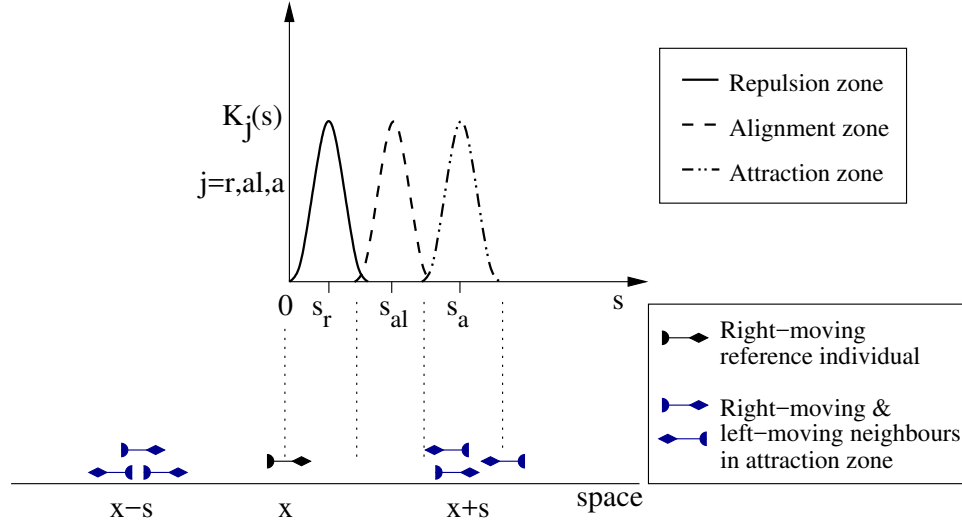 K_j(s)
j=r,al,a
0
s_r
s_al
s_a
s
Repulsion zone
Alignment zone
Attraction zone
Right−moving
reference individual
Right−moving &
left−moving neighbours
in attraction zone
x−s
x
x+s
space